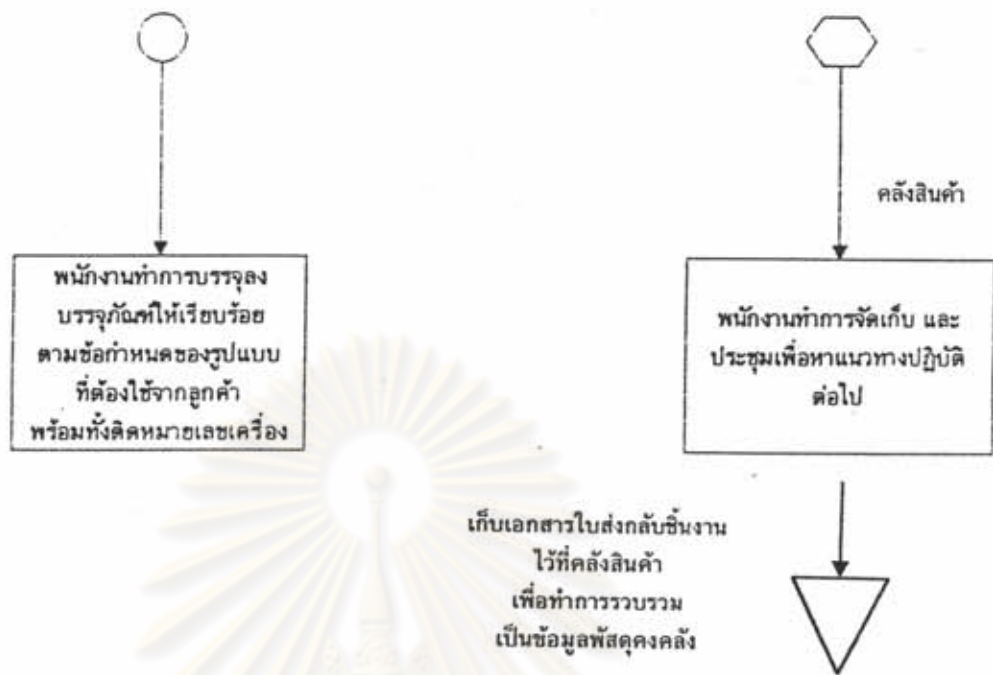 พนักงานทำการบรรจุลง
บรรจุภัณฑ์ให้เรียบร้อย
ตามข้อกำหนดของรูปแบบ
ที่ต้องใช้จากลูกค้า
พร้อมทั้งติดหมายเลขเครื่อง
คลังสินค้า
พนักงานทำการจัดเก็บ และ
ประชุมเพื่อหาแนวทางปฏิบัติ
ต่อไป
เก็บเอกสารใบส่งกลับชิ้นงาน
ไว้ที่คลังสินค้า
เพื่อทำการรวบรวม
เป็นข้อมูลพัสดุคงคลัง